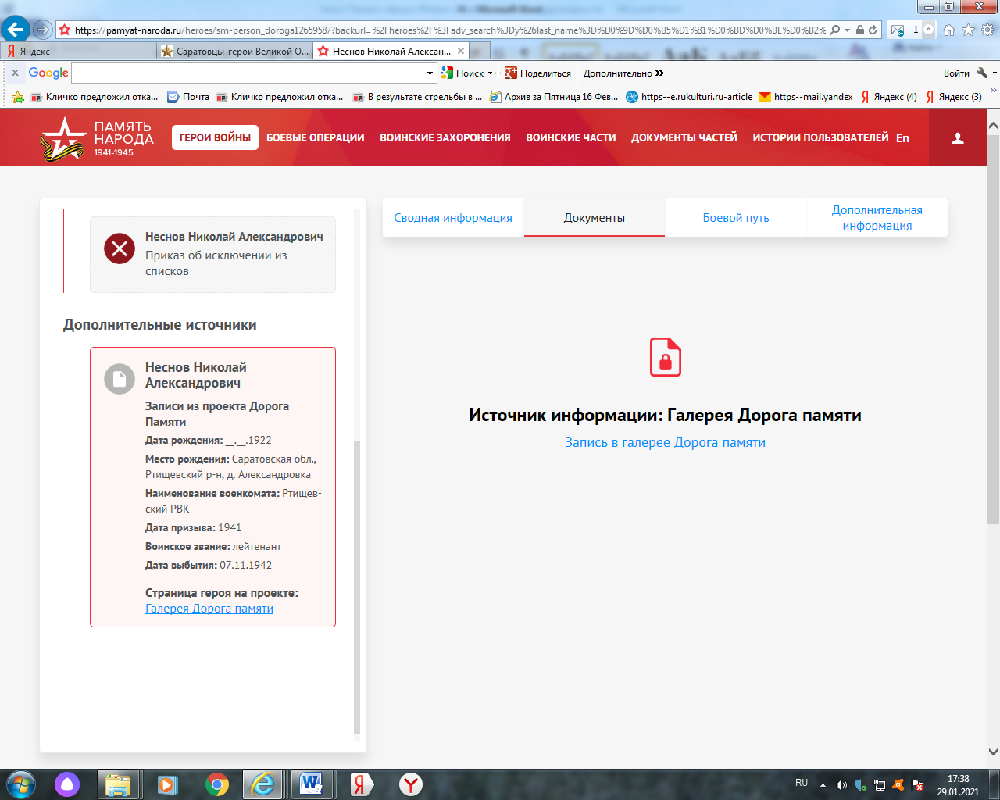 https://pamyat-naroda.ru/heroes/sm-person_doroga1265958/?backurl=%2Fheroes%2F%3Fadv_search%3Dy%26last_name%3D%D0%9D%D0%B5%D1%81%D0%BD%D0%BE%D0%B2%
-1
Яндекс
Саратовцы-герои Великой О...
Неснов Николай Алексан...
Google
Поиск
Поделиться
Дополнительно
Войти
Кличко предложил отка...
Почта
Кличко предложил отка...
В результате стрельбы в ...
Архив за Пятница 16 Фев...
https--e.rukulturi.ru-article
https--mail.yandex
Яндекс (4)
Яндекс (3)
ПАМЯТЬ
НАРОДА
1941-1945
ГЕРОИ ВОЙНЫ
БОЕВЫЕ ОПЕРАЦИИ
ВОИНСКИЕ ЗАХОРОНЕНИЯ
ВОИНСКИЕ ЧАСТИ
ДОКУМЕНТЫ ЧАСТЕЙ
ИСТОРИИ ПОЛЬЗОВАТЕЛЕЙ
En
Неснов Николай Александрович
Приказ об исключении из
списков
Дополнительные источники
Неснов Николай
Александрович
Записи из проекта Дорога
Памяти
Дата рождения: __.__.1922
Место рождения: Саратовская обл.,
Ртищевский р-н, д. Александровка
Наименование военкомата: Ртищев-
ский РВК
Дата призыва: 1941
Воинское звание: лейтенант
Дата выбытия: 07.11.1942
Страница героя на проекте:
Галерея Дорога памяти
Сводная информация
Документы
Боевой путь
Дополнительная
информация
Источник информации: Галерея Дорога памяти
Запись в галерее Дорога памяти
RU
17:38
29.01.2021